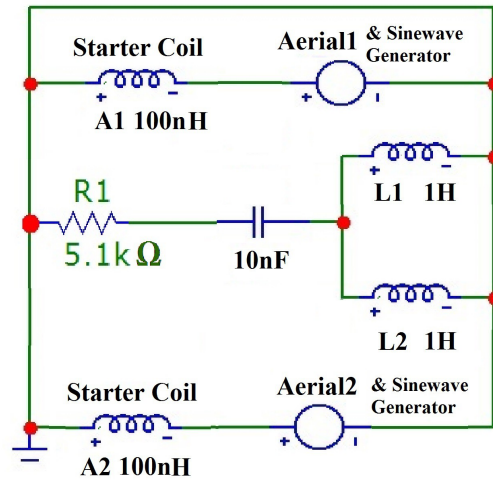 Starter Coil
Aerial1 & Sinewave
Generator
+ -
+ -
A1 100nH
R1
5.1kΩ
10nF
+ -
L1 1H
+ -
L2 1H
Starter Coil
Aerial2 & Sinewave
Generator
+ -
+ -
A2 100nH